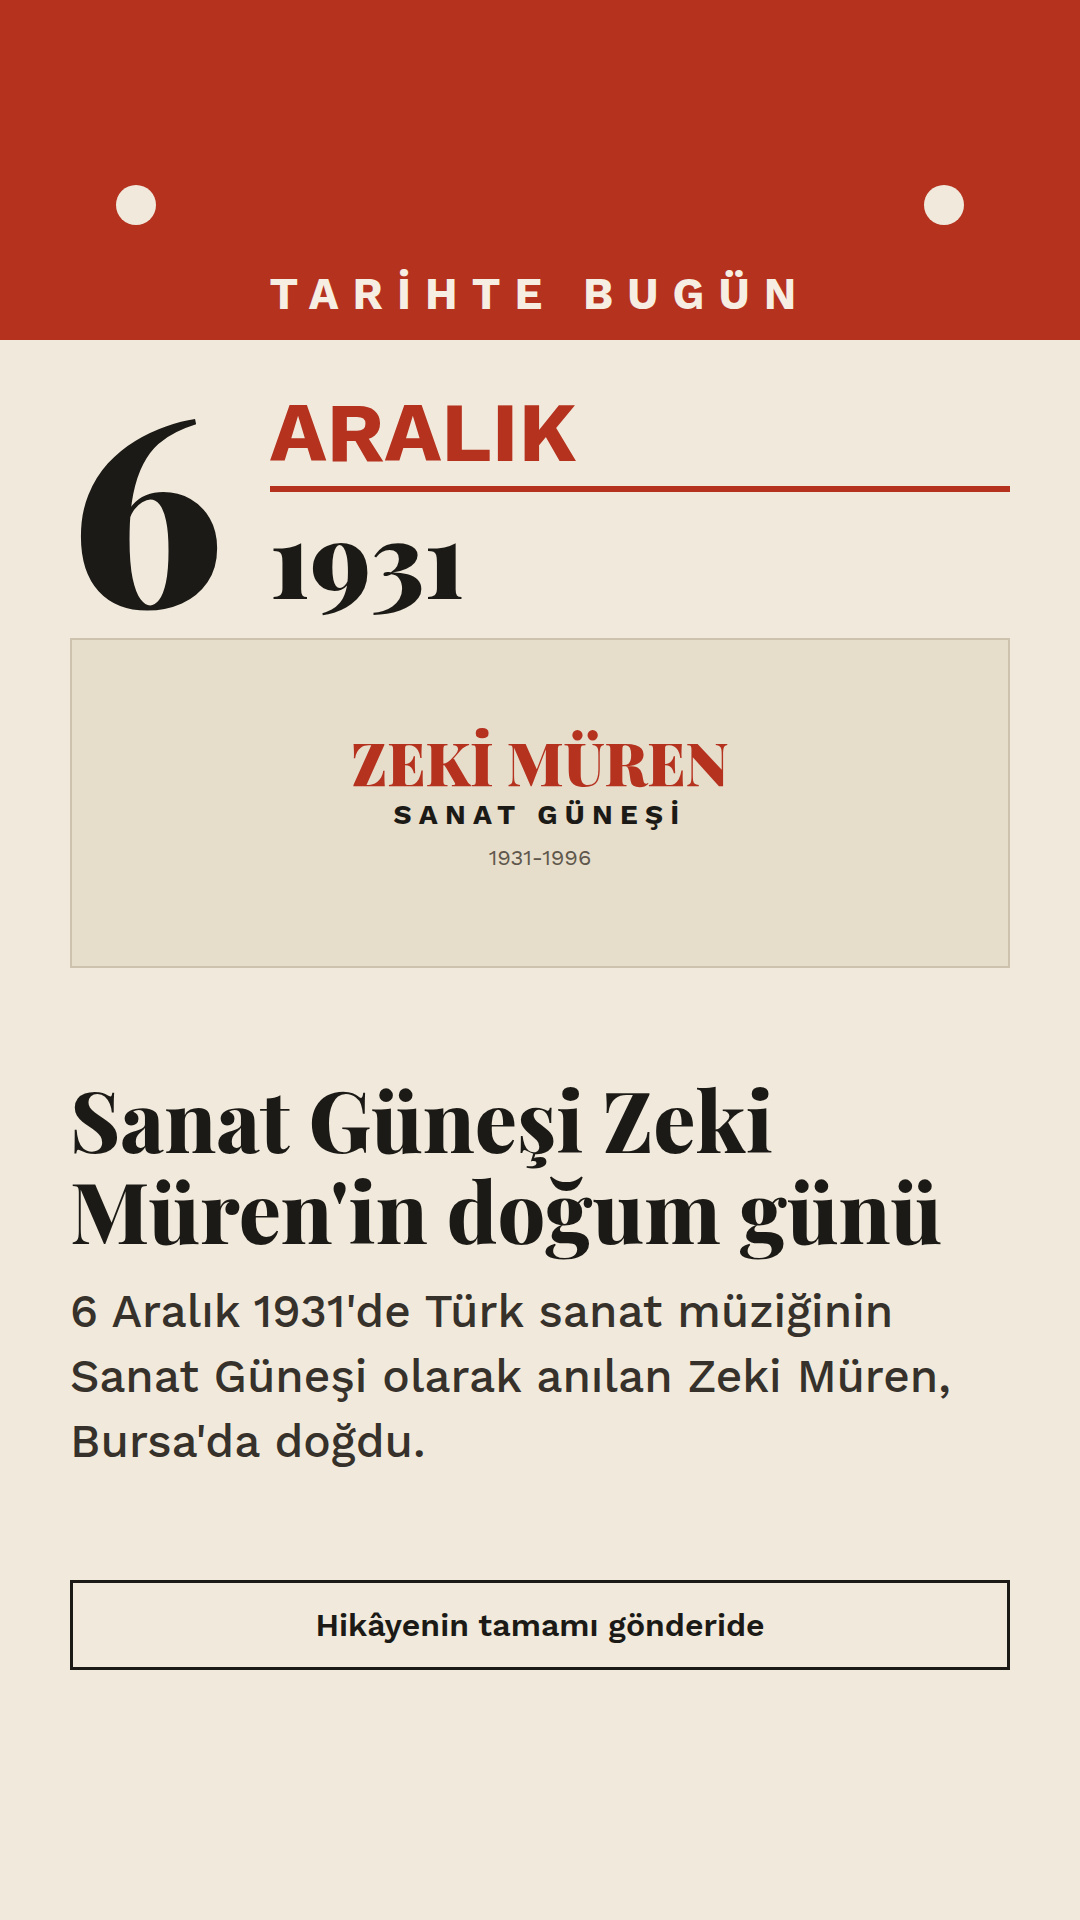 TARİHTE BUGÜN
6
ARALIK
1931
ZEKİ MÜREN
SANAT GÜNEŞİ
1931-1996
Sanat Güneşi Zeki
Müren'in doğum günü
6 Aralık 1931'de Türk sanat müziğinin
Sanat Güneşi olarak anılan Zeki Müren,
Bursa'da doğdu.
Hikâyenin tamamı gönderide